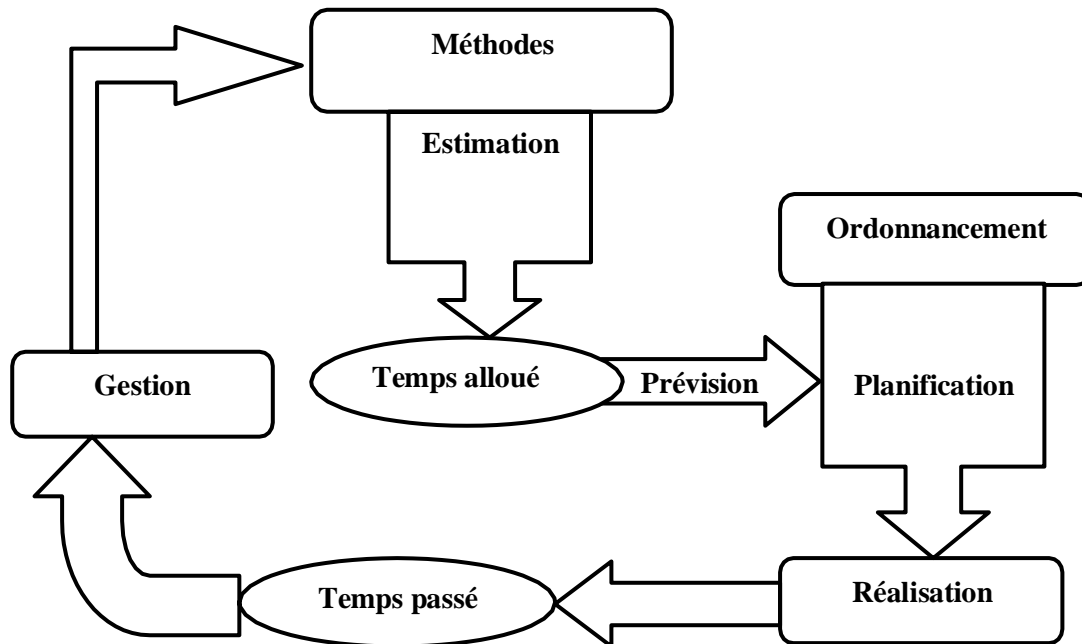 Méthodes
Estimation
Ordonnancement
Temps alloué
Prévision
Planification
Gestion
Réalisation
Temps passé